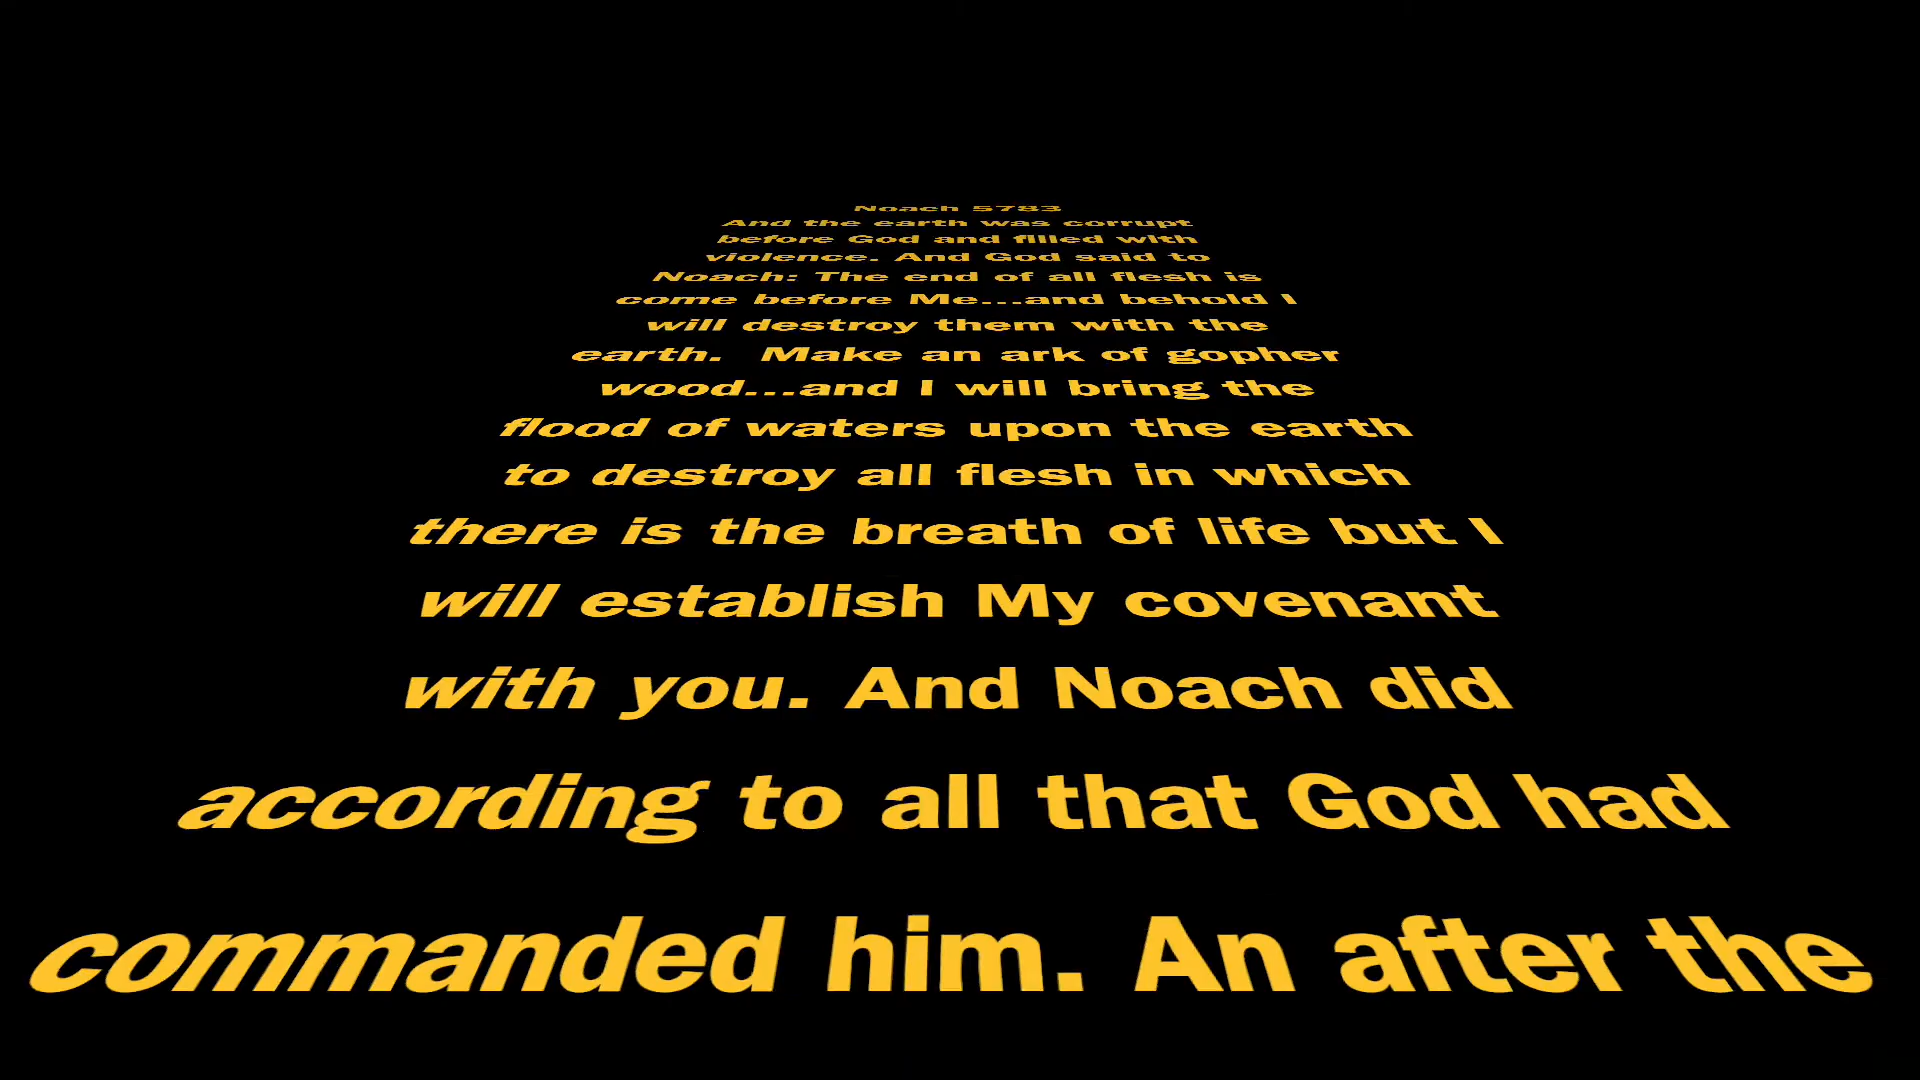 Noach 5783
And the earth was corrupt
before God and filled with
violence. And God said to
Noach: The end of all flesh is
come before Me...and behold I
will destroy them with the
earth.  Make an ark of gopher
wood...and I will bring the
flood of waters upon the earth
to destroy all flesh in which
there is the breath of life but I
will establish My covenant
with you. And Noach did
according to all that God had
commanded him. An after the